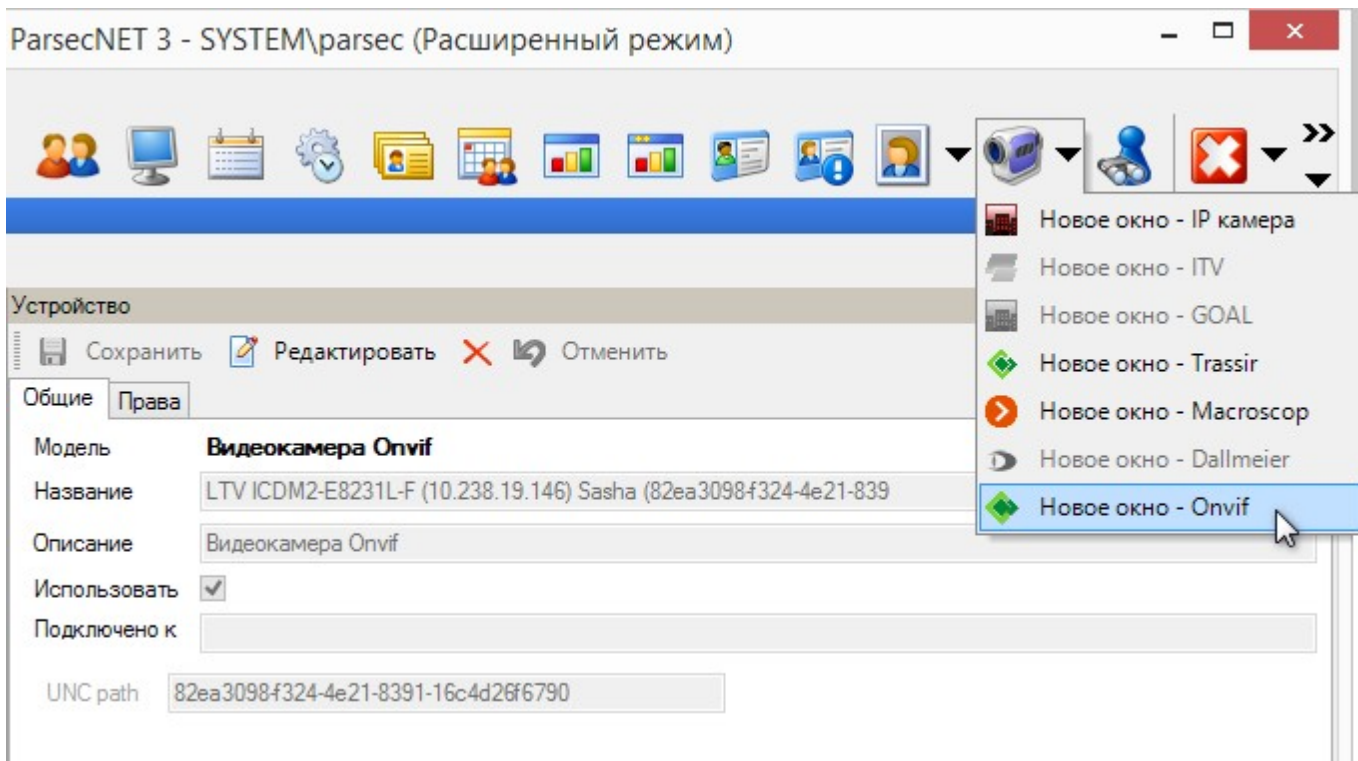 ParsecNET 3 - SYSTEM\parsec (Расширенный режим)
Новое окно - IP камера
Новое окно - ITV
Новое окно - GOAL
Новое окно - Trassir
Новое окно - Macroscop
Новое окно - Dallmeier
Новое окно - Onvif
Устройство
Сохранить Редактировать Отменить
Общие Права
Модель Видеокамера Onvif
Название LTV ICDM2-E8231L-F (10.238.19.146) Sasha (82ea3098-f324-4e21-839
Описание Видеокамера Onvif
Использовать
Подключено к
UNC path 82ea3098-f324-4e21-8391-16c4d26f6790